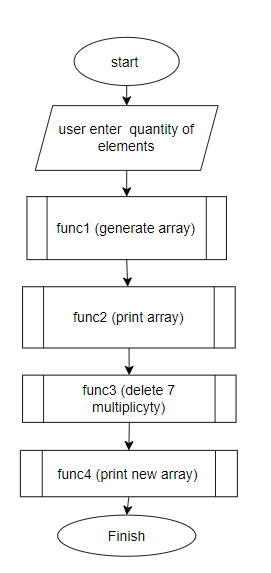 start
user enter quantity of
elements
func1 (generate array)
func2 (print array)
func3 (delete 7
multiplicyty)
func4 (print new array)
Finish